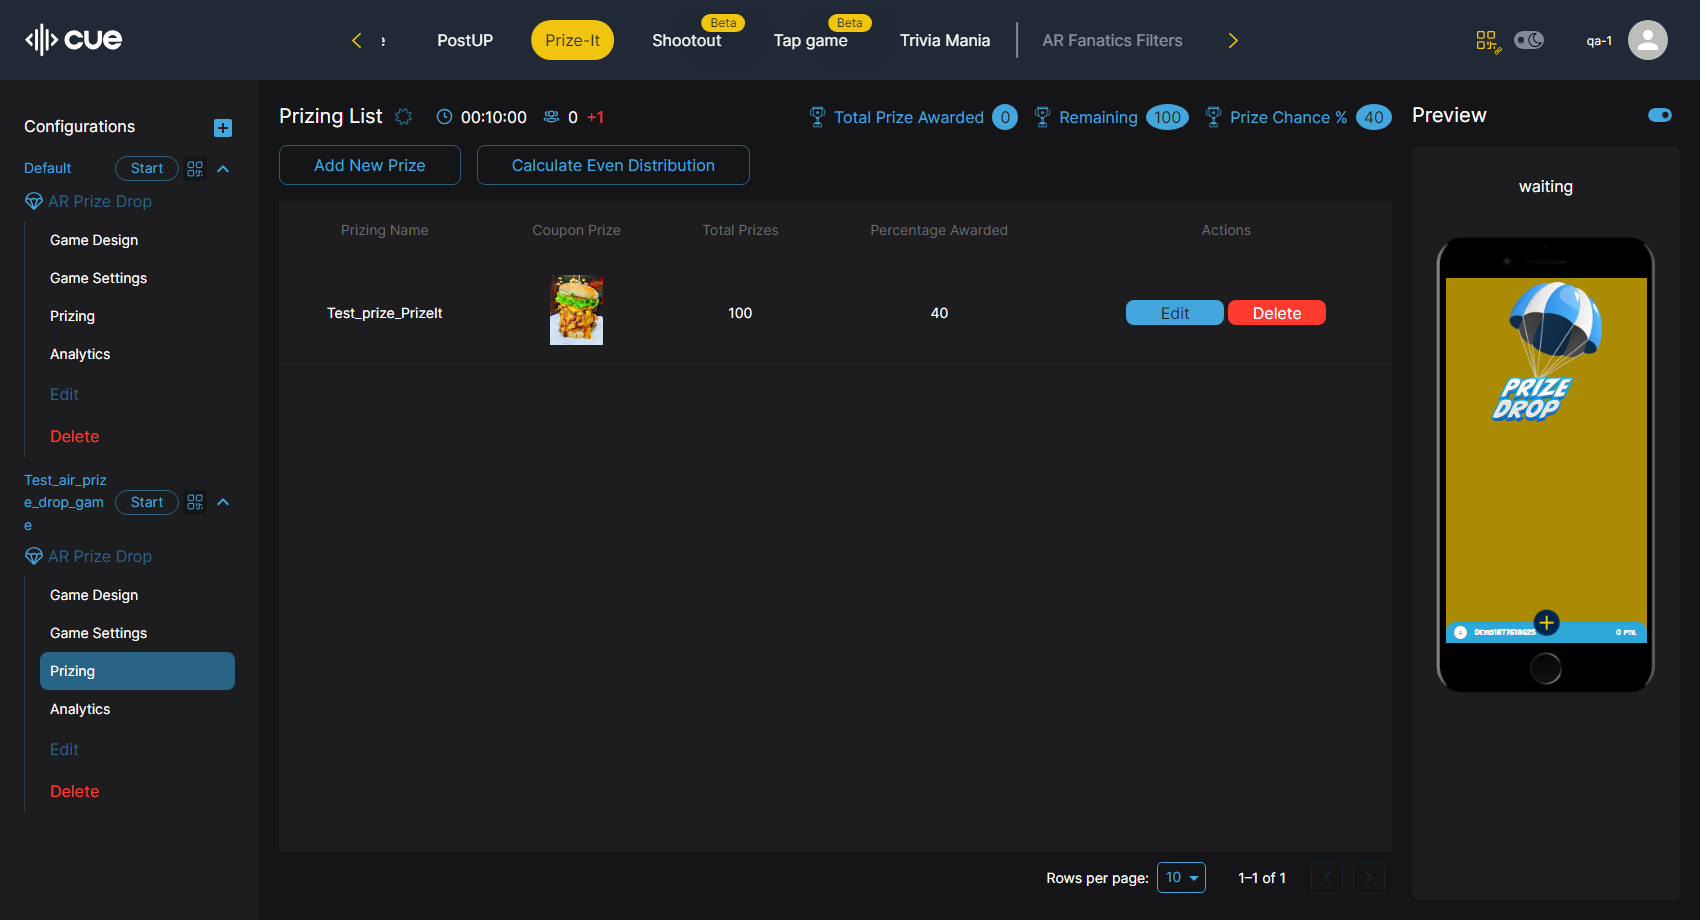 cue
e
PostUP
Prize-It
Beta
Shootout
Beta
Tap game
Trivia Mania
AR Fanatics Filters
qa-1
Configurations
Default
Start
AR Prize Drop
Game Design
Game Settings
Prizing
Analytics
Edit
Delete
Test_air_priz
e_drop_gam
e
Start
AR Prize Drop
Game Design
Game Settings
Prizing
Analytics
Edit
Delete
Prizing List
00:10:00
0 +1
Total Prize Awarded 0
Remaining 100
Prize Chance % 40
Add New Prize
Calculate Even Distribution
Prizing Name Coupon Prize Total Prizes Percentage Awarded Actions
Test_prize_PrizeIt 100 40 Edit Delete
Rows per page: 10 1–1 of 1
Preview
waiting
PRIZE
DROP
0 PTS.